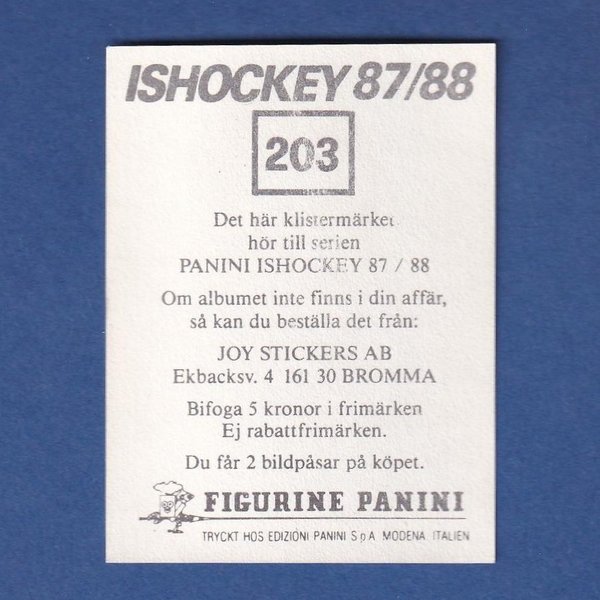 ISHOCKEY 87/88
203
Det här klistermärket
hör till serien
PANINI ISHOCKEY 87 / 88
Om albumet inte finns i din affär,
så kan du beställa det från:
JOY STICKERS AB
Ekbacksv. 4 161 30 BROMMA
Bifoga 5 kronor i frimärken
Ej rabattfrimärken.
Du får 2 bildpåsar på köpet.
FIGURINE PANINI
TRYCKT HOS EDIZIONI PANINI S.p.A. MODENA ITALIEN